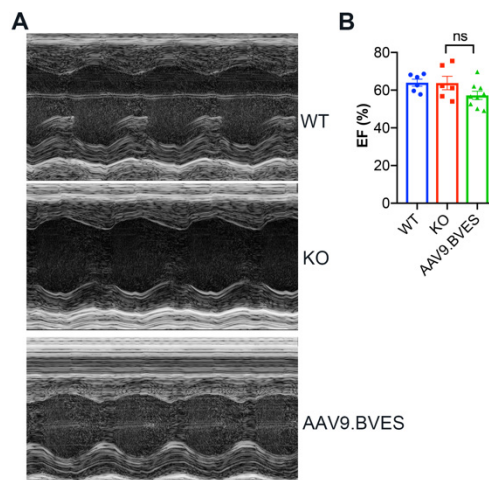 A
WT
KO
AAV9.BVES
B
ns
EF (%)
80
60
40
20
0
WT
KO
AAV9.BVES